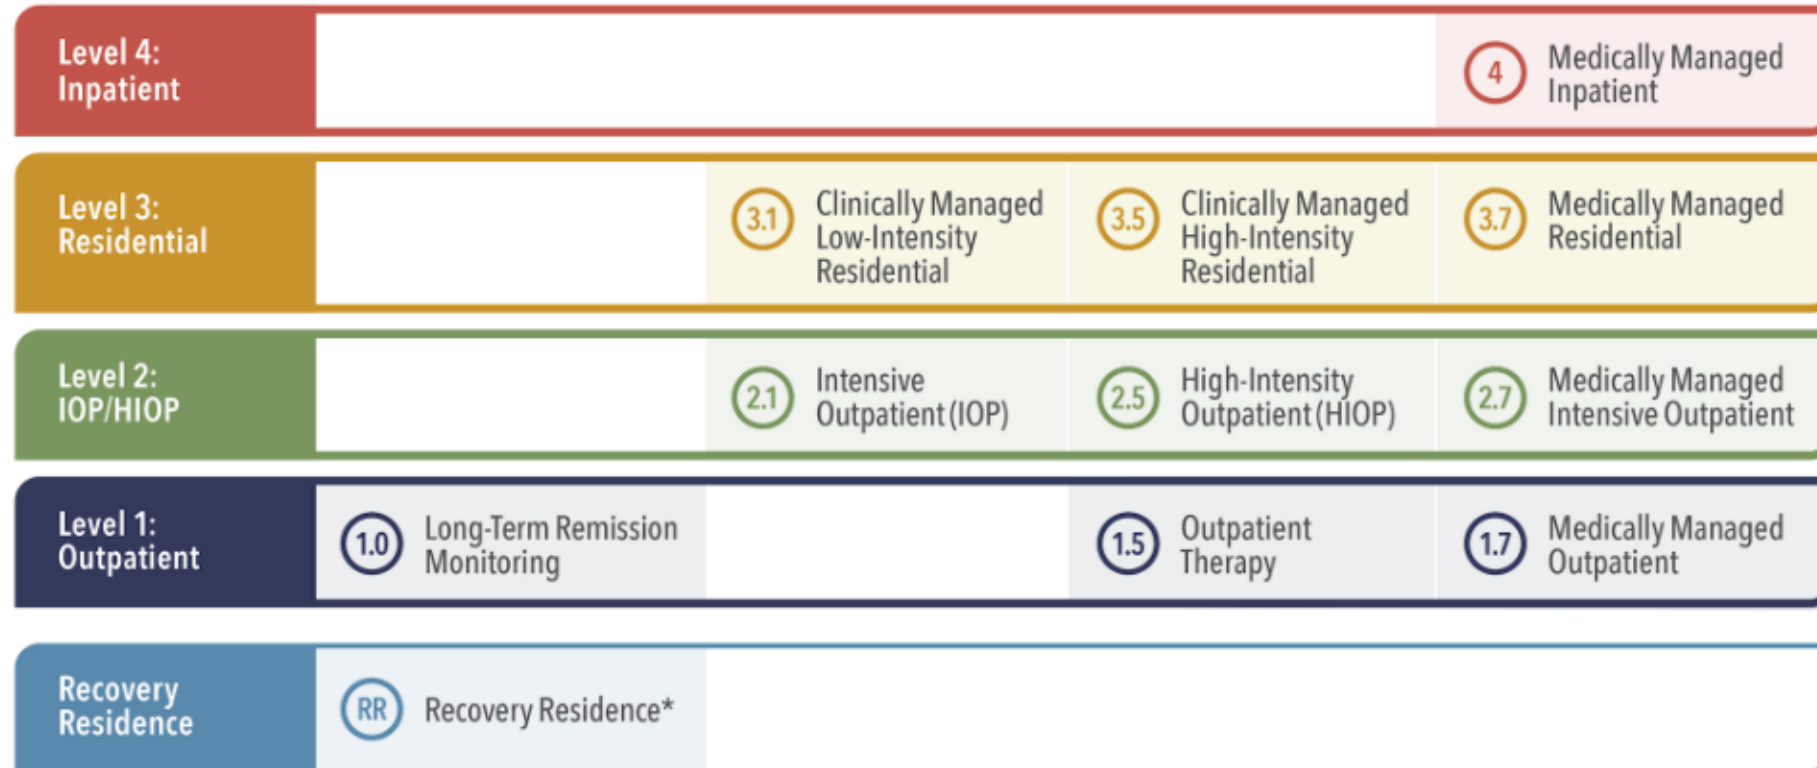 Level 4:
Inpatient
4
Medically Managed
Inpatient
Level 3:
Residential
3.1
Clinically Managed
Low-Intensity
Residential
3.5
Clinically Managed
High-Intensity
Residential
3.7
Medically Managed
Residential
Level 2:
IOP/HIOP
2.1
Intensive
Outpatient (IOP)
2.5
High-Intensity
Outpatient (HIOP)
2.7
Medically Managed
Intensive Outpatient
Level 1:
Outpatient
1.0
Long-Term Remission
Monitoring
1.5
Outpatient
Therapy
1.7
Medically Managed
Outpatient
Recovery
Residence
RR
Recovery Residence*